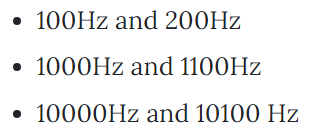 • 100Hz and 200Hz
• 1000Hz and 1100Hz
• 10000Hz and 10100 Hz